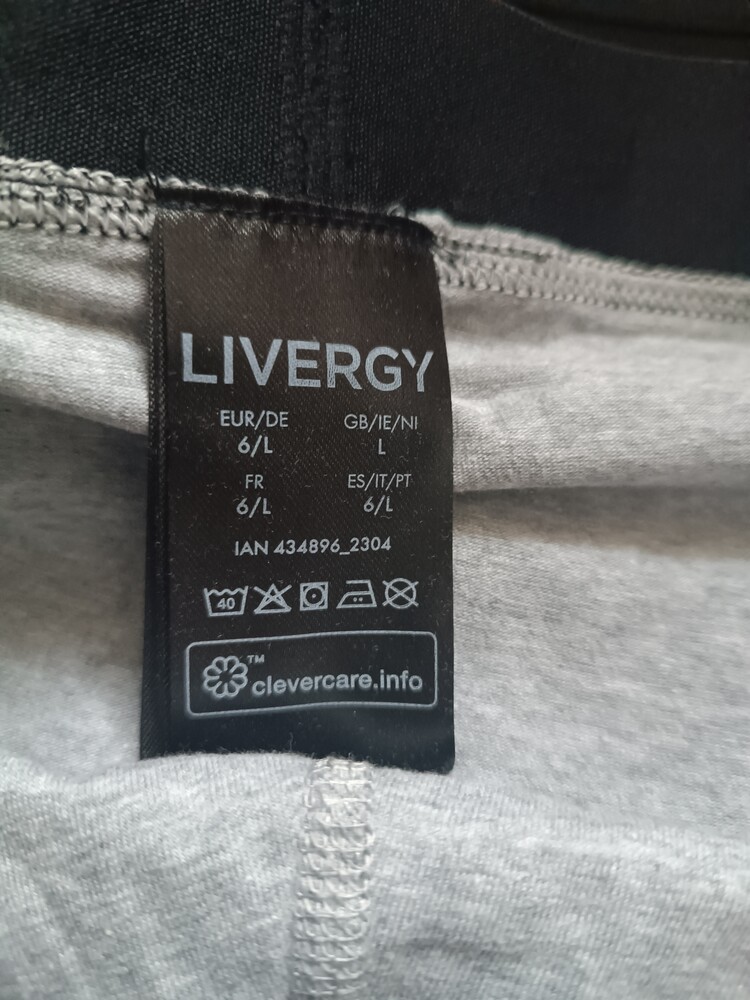 LIVERGY
EUR/DE GB/IE/NI
6/L L
FR ES/IT/PT
6/L 6/L
IAN 434896_2304
40
™
clevercare.info